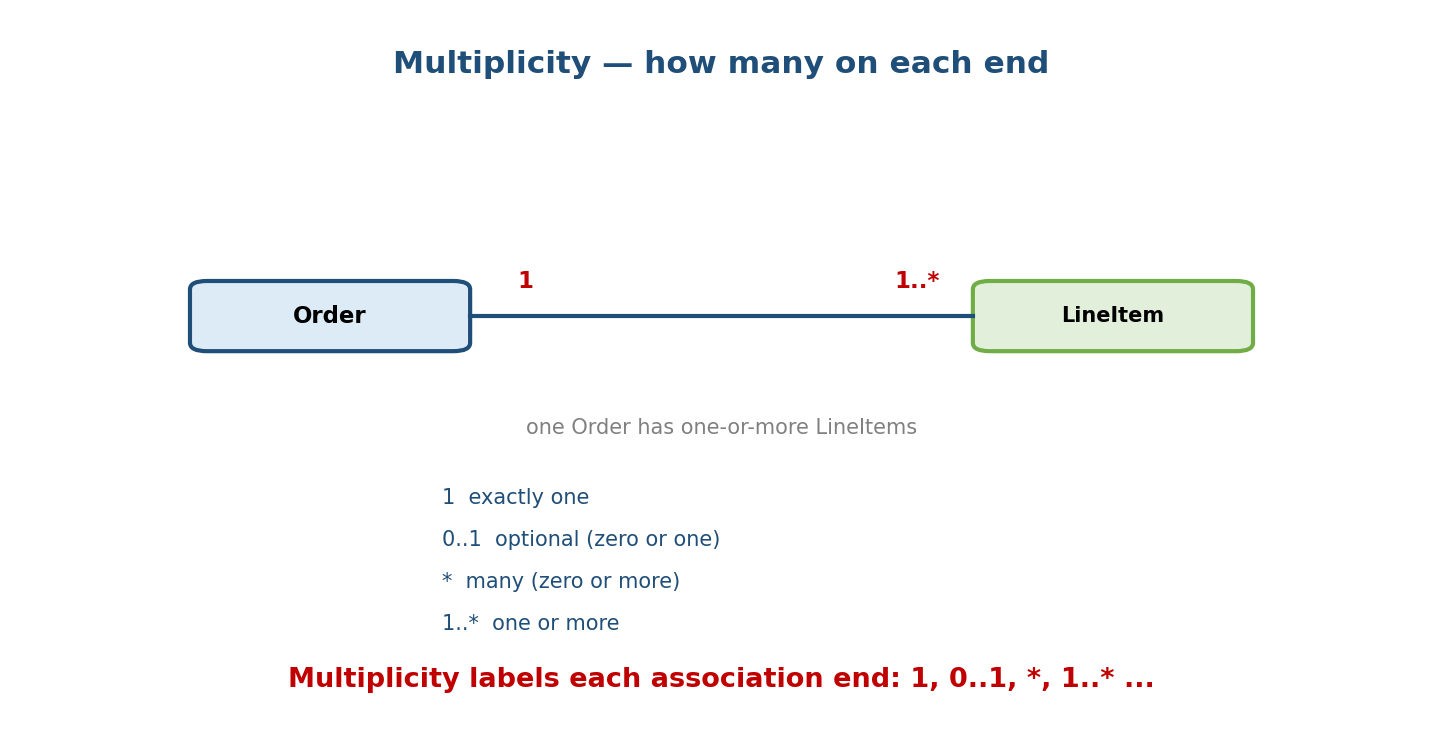 Multiplicity — how many on each end
1
1..*
Order
LineItem
one Order has one-or-more LineItems
1  exactly one
0..1  optional (zero or one)
*  many (zero or more)
1..*  one or more
Multiplicity labels each association end: 1, 0..1, *, 1..* ...